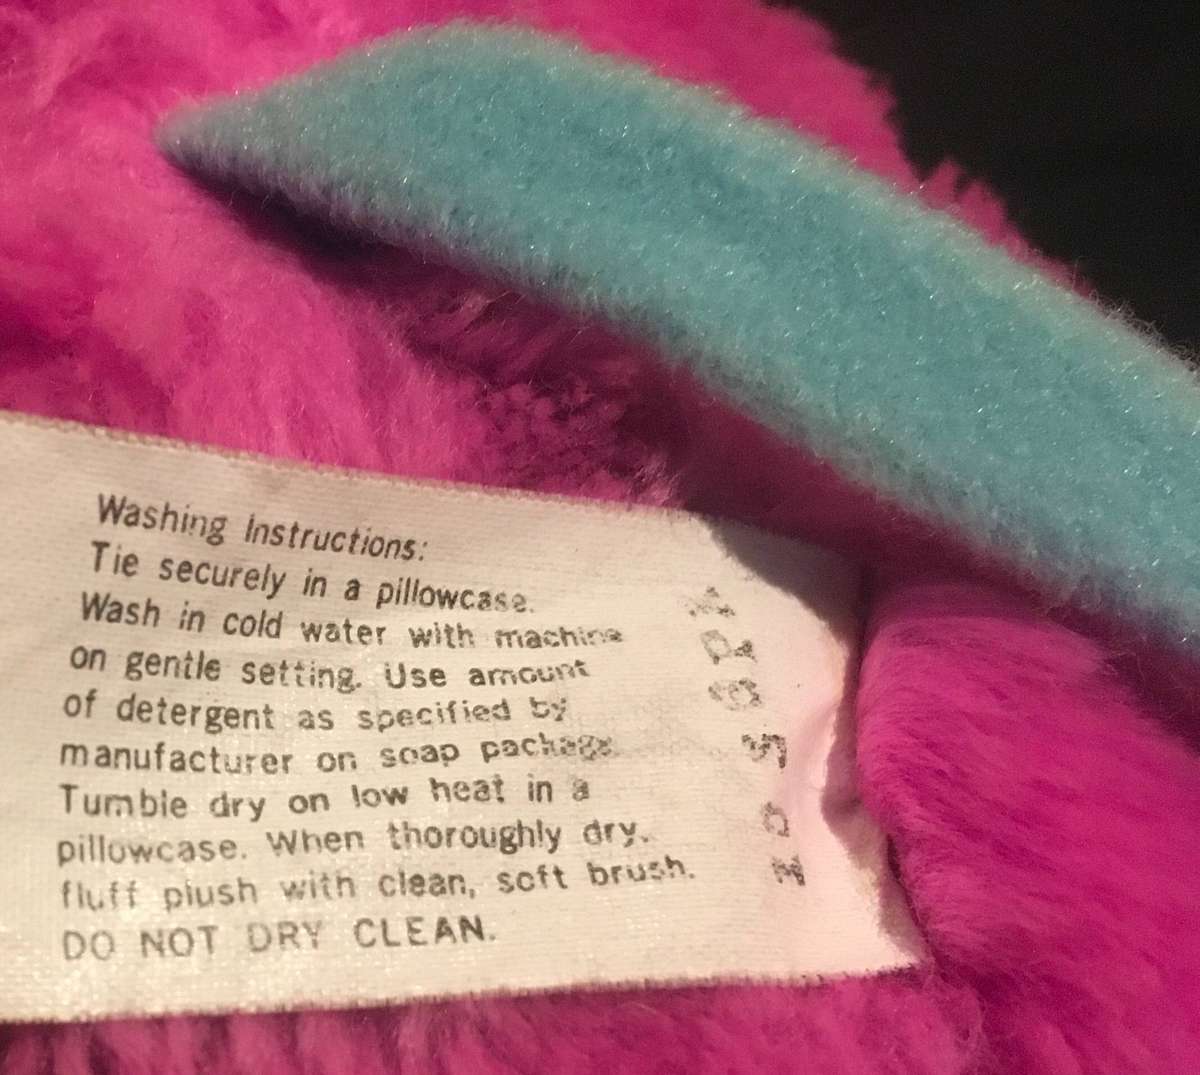 Washing Instructions:
Tie securely in a pillowcase.
Wash in cold water with machine
on gentle setting. Use amount
of detergent as specified by
manufacturer on soap package.
Tumble dry on low heat in a
pillowcase. When thoroughly dry.
fluff plush with clean, soft brush.
DO NOT DRY CLEAN.